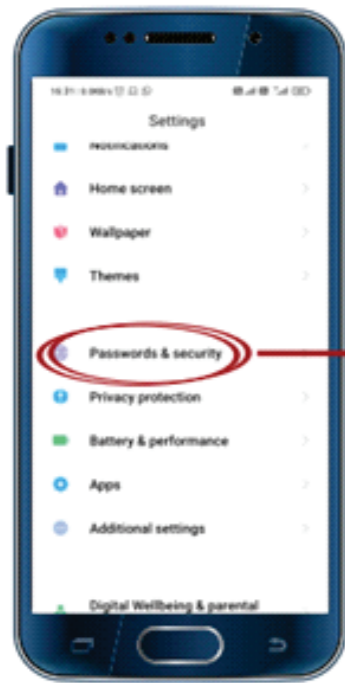 Settings
Notifications
Home screen
Wallpaper
Themes
Passwords & security
Privacy protection
Battery & performance
Apps
Additional settings
Digital Wellbeing & parental